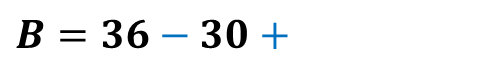 B = 36 – 30 +